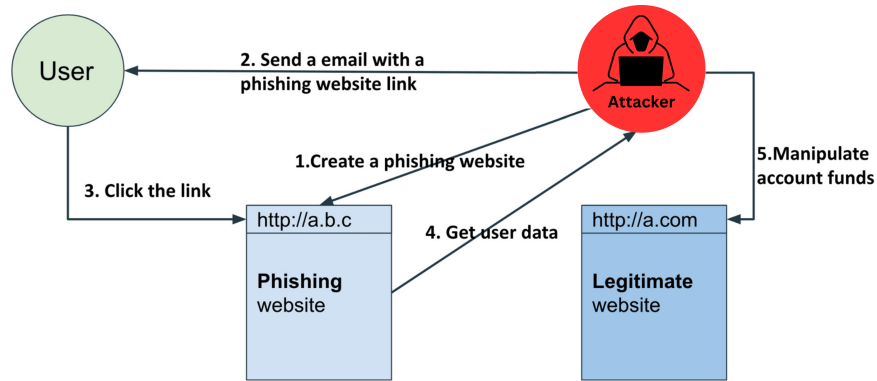 User
2. Send a email with a
phishing website link
Attacker
1.Create a phishing website
5.Manipulate
account funds
3. Click the link
http://a.b.c
http://a.com
4. Get user data
Phishing
website
Legitimate
website